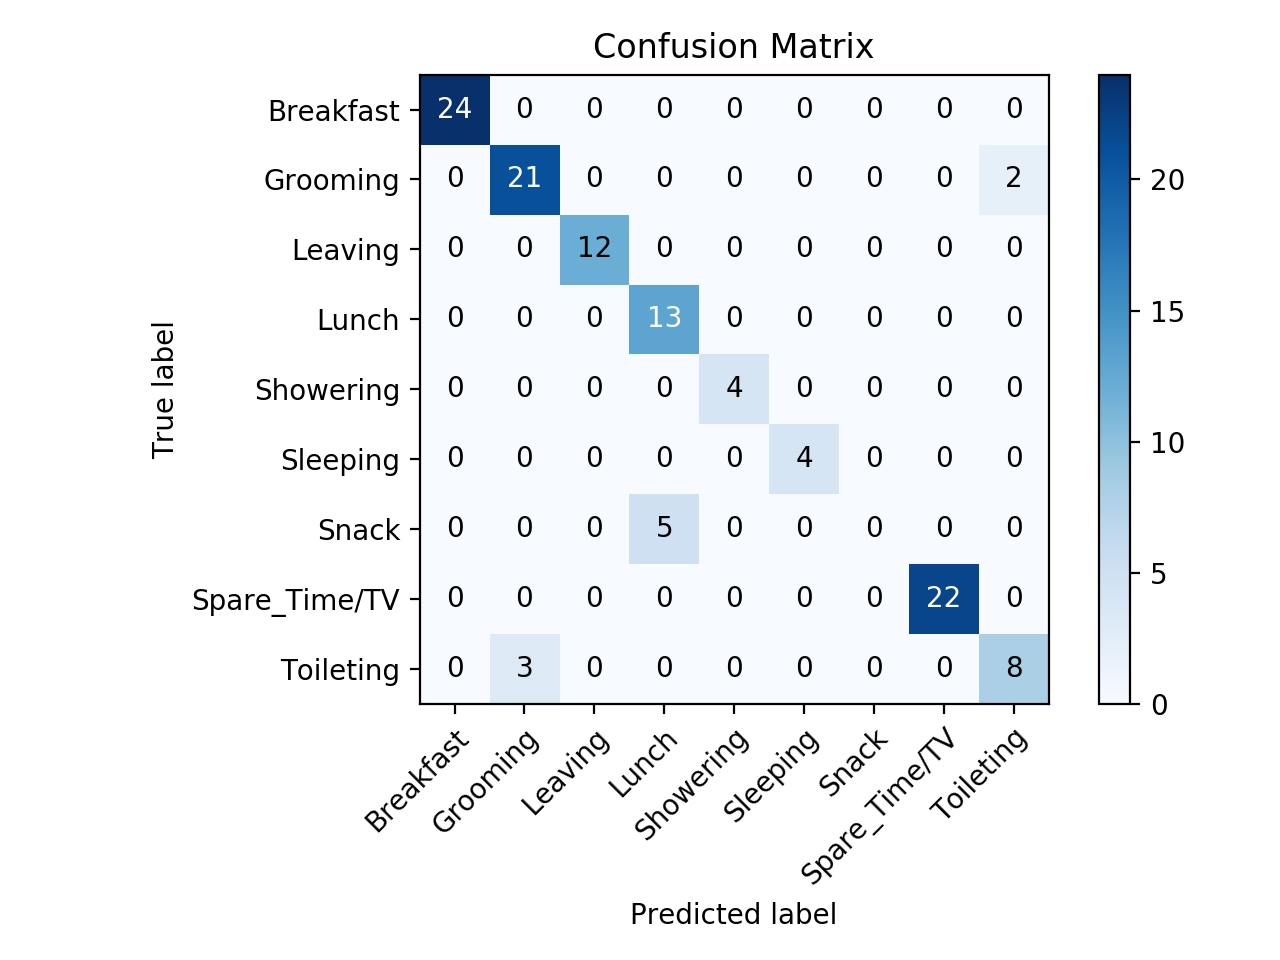 Confusion Matrix
Breakfast 24 0 0 0 0 0 0 0 0
Grooming 0 21 0 0 0 0 0 0 2 20
Leaving 0 0 12 0 0 0 0 0 0
Lunch 0 0 0 13 0 0 0 0 0 15
Showering 0 0 0 0 4 0 0 0 0
Sleeping 0 0 0 0 0 4 0 0 0 10
Snack 0 0 0 5 0 0 0 0 0 5
Spare_Time/TV 0 0 0 0 0 0 0 22 0
Toileting 0 3 0 0 0 0 0 0 8 0
True label
Breakfast Grooming Leaving Lunch Showering Sleeping Snack Spare_Time/TV Toileting
Predicted label